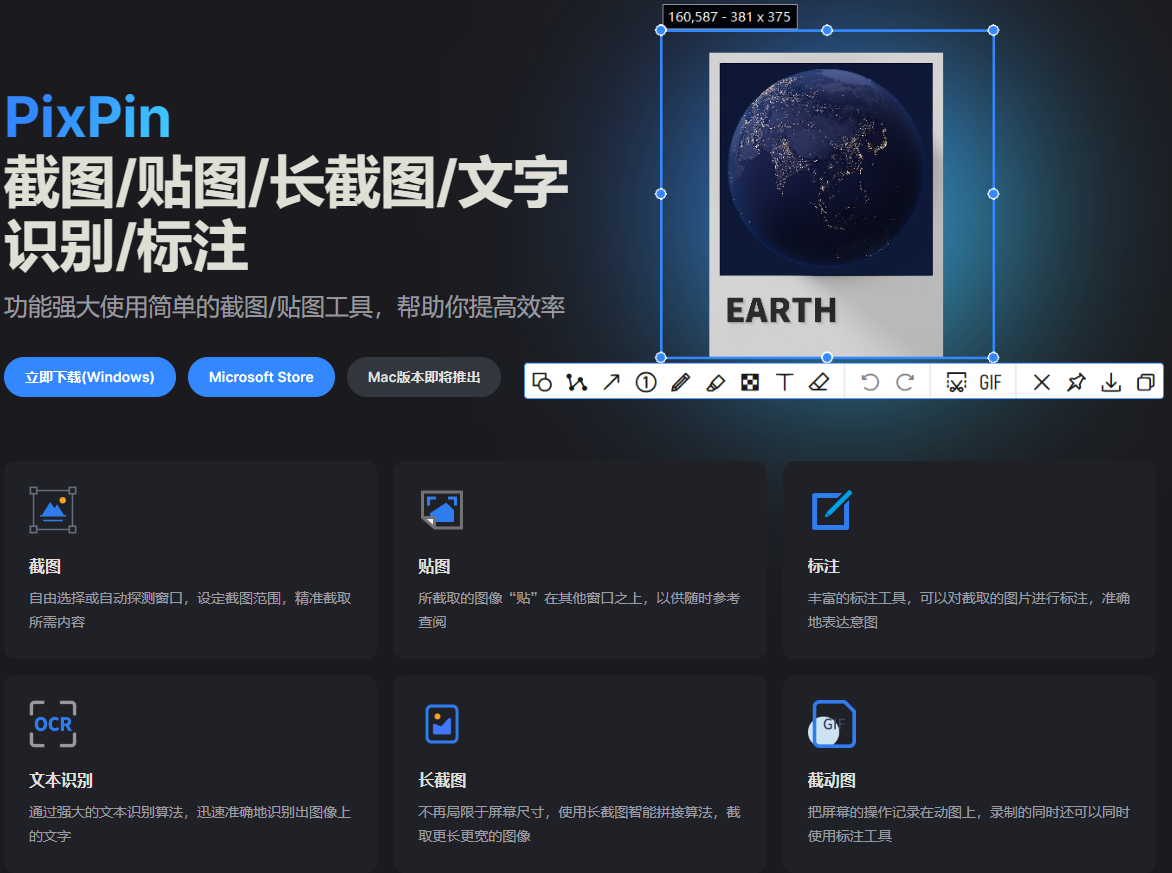 160,587 - 381 x 375
PixPin
截图/贴图/长截图/文字
识别/标注
功能强大使用简单的截图/贴图工具，帮助你提高效率
立即下载(Windows)
Microsoft Store
Mac版本即将推出
EARTH
1
T
GIF
截图
自由选择或自动探测窗口，设定截图范围，精准截取
所需内容
贴图
所截取的图像“贴”在其他窗口之上，以供随时参考
查阅
标注
丰富的标注工具，可以对截取的图片进行标注，准确
地表达意图
OCR
文本识别
通过强大的文本识别算法，迅速准确地识别出图像上
的文字
长截图
不再局限于屏幕尺寸，使用长截图智能拼接算法，截
取更长更宽的图像
GIF
截动图
把屏幕的操作记录在动图上，录制的同时还可以同时
使用标注工具